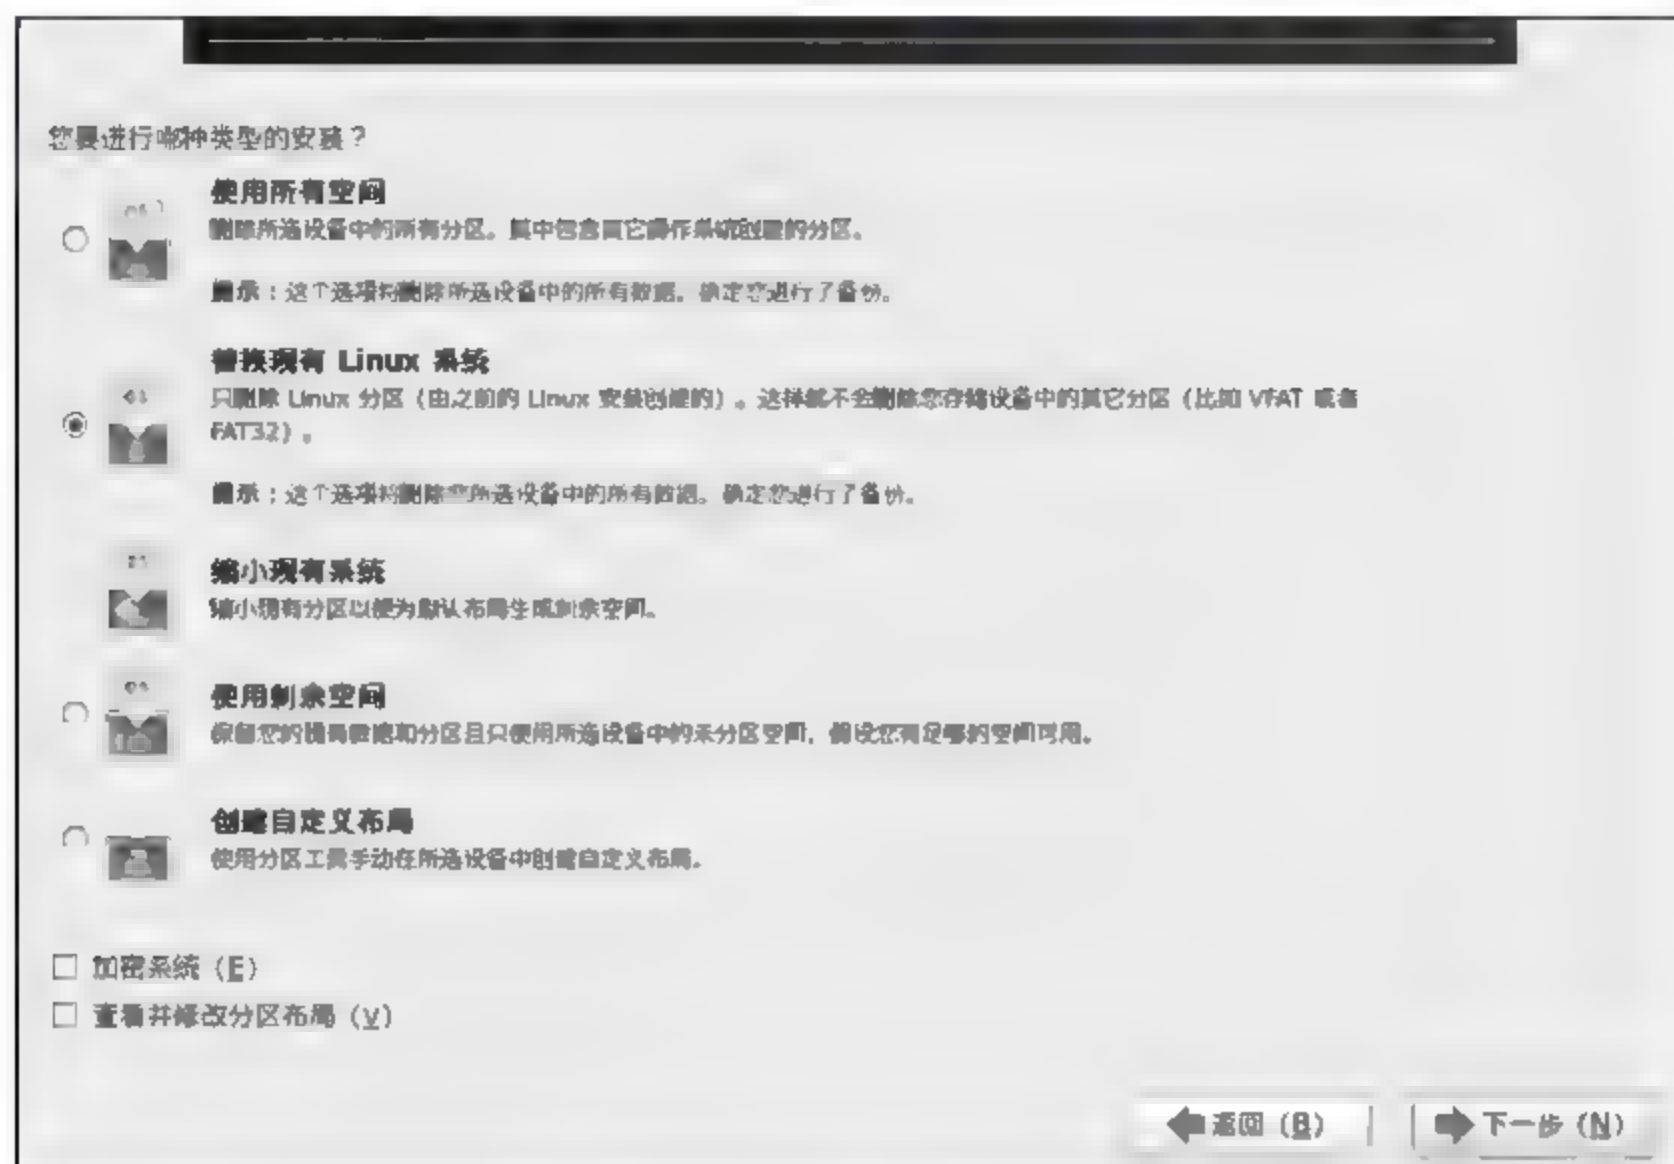 您要进行哪种类型的安装？
使用所有空间
删除所选设备中的所有分区。其中包含其它操作系统创建的分区。
提示：这个选项将删除所选设备中的所有数据。确定您进行了备份。
替换现有 Linux 系统
只删除 Linux 分区（由之前的 Linux 安装创建的）。这样就不会删除您存储设备中的其它分区（比如 VFAT 或者
FAT32）。
提示：这个选项将删除您所选设备中的所有数据。确定您进行了备份。
缩小现有系统
缩小现有分区以便为默认布局生成剩余空间。
使用剩余空间
保留您的现有数据和分区且只使用所选设备中的未分区空间，假设您有足够的空间可用。
创建自定义布局
使用分区工具手动在所选设备中创建自定义布局。
加密系统（E）
查看并修改分区布局（V）
返回（B）
下一步（N）